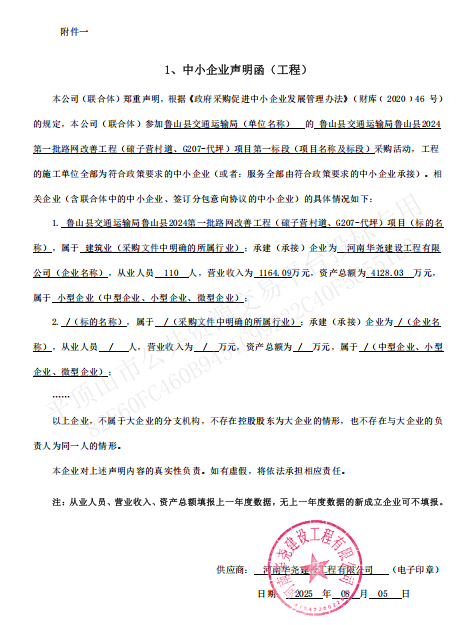 附件一
1、中小企业声明函（工程）
本公司（联合体）郑重声明，根据《政府采购促进中小企业发展管理办法》（财库﹝2020﹞46 号）
的规定，本公司（联合体）参加鲁山县交通运输局（单位名称） 的 鲁山县交通运输局鲁山县2024
第一批路网改善工程（磙子营村道、G207-代坪）项目第一标段（项目名称及标段）采购活动，工程
的施工单位全部为符合政策要求的中小企业（或者：服务全部由符合政策要求的中小企业承接）。相
关企业（含联合体中的中小企业、签订分包意向协议的中小企业）的具体情况如下：
1. 鲁山县交通运输局鲁山县2024第一批路网改善工程（磙子营村道、G207-代坪）项目（标的名
称），属于 建筑业（采购文件中明确的所属行业）；承建（承接）企业为 河南华尧建设工程有限
公司（企业名称），从业人员 110 人，营业收入为 1164.09万元，资产总额为 4128.03 万元，
属于 小型企业（中型企业、小型企业、微型企业）；
2. /（标的名称），属于 /（采购文件中明确的所属行业）；承建（承接）企业为 /（企业名
称），从业人员 / 人，营业收入为 / 万元，资产总额为 / 万元，属于 /（中型企业、小型
企业、微型企业）；
……
以上企业，不属于大企业的分支机构，不存在控股股东为大企业的情形，也不存在与大企业的负
责人为同一人的情形。
本企业对上述声明内容的真实性负责。如有虚假，将依法承担相应责任。
注：从业人员、营业收入、资产总额填报上一年度数据，无上一年度数据的新成立企业可不填报。
供应商： 河南华尧建设工程有限公司 （电子印章）
日期： 2025 年 08 月 05 日